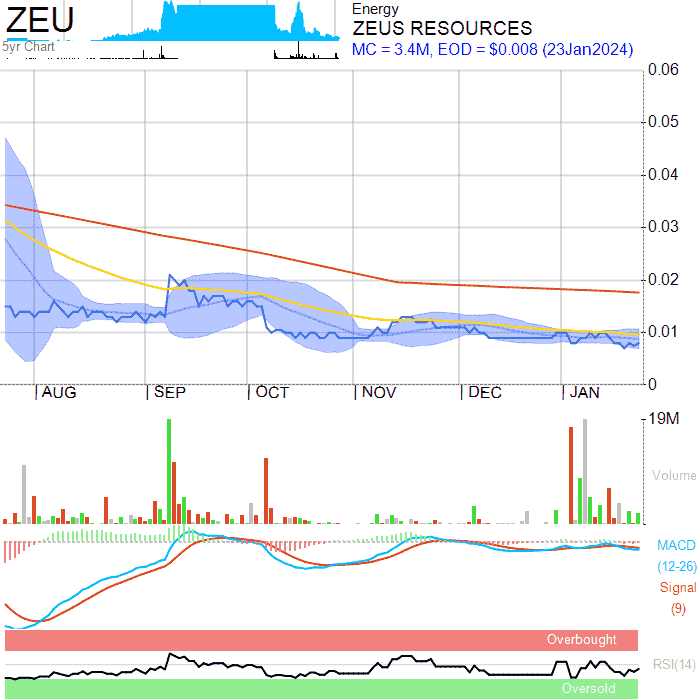 ZEU
5yr Chart
Energy
ZEUS RESOURCES
MC = 3.4M, EOD = $0.008 (23Jan2024)
0.06
0.05
0.04
0.03
0.02
0.01
0
AUG SEP OCT NOV DEC JAN
19M
Volume
MACD
(12-26)
Signal
(9)
Overbought
RSI(14)
Oversold